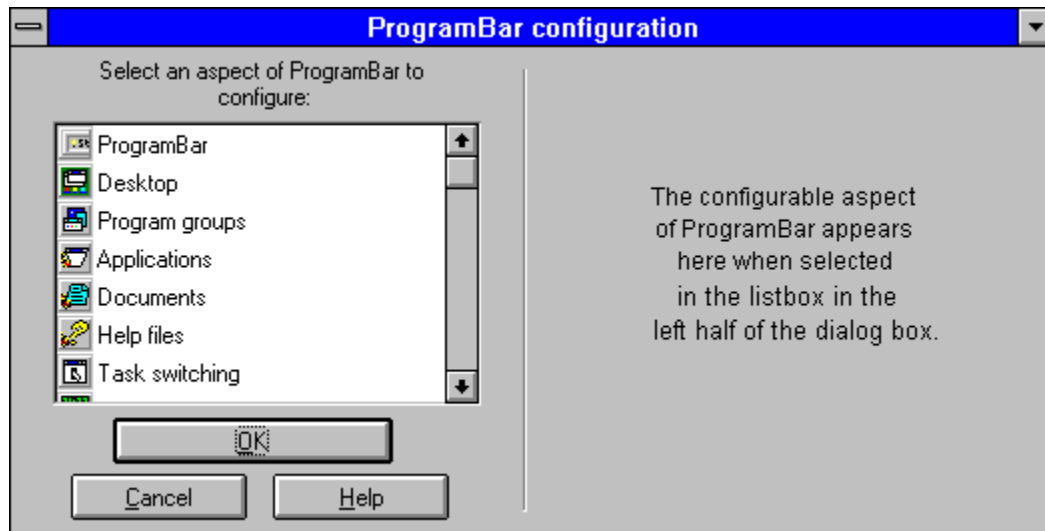 ProgramBar configuration
Select an aspect of ProgramBar to
configure:
ProgramBar
Desktop
Program groups
Applications
Documents
Help files
Task switching
OK
Cancel
Help
The configurable aspect
of ProgramBar appears
here when selected
in the listbox in the
left half of the dialog box.